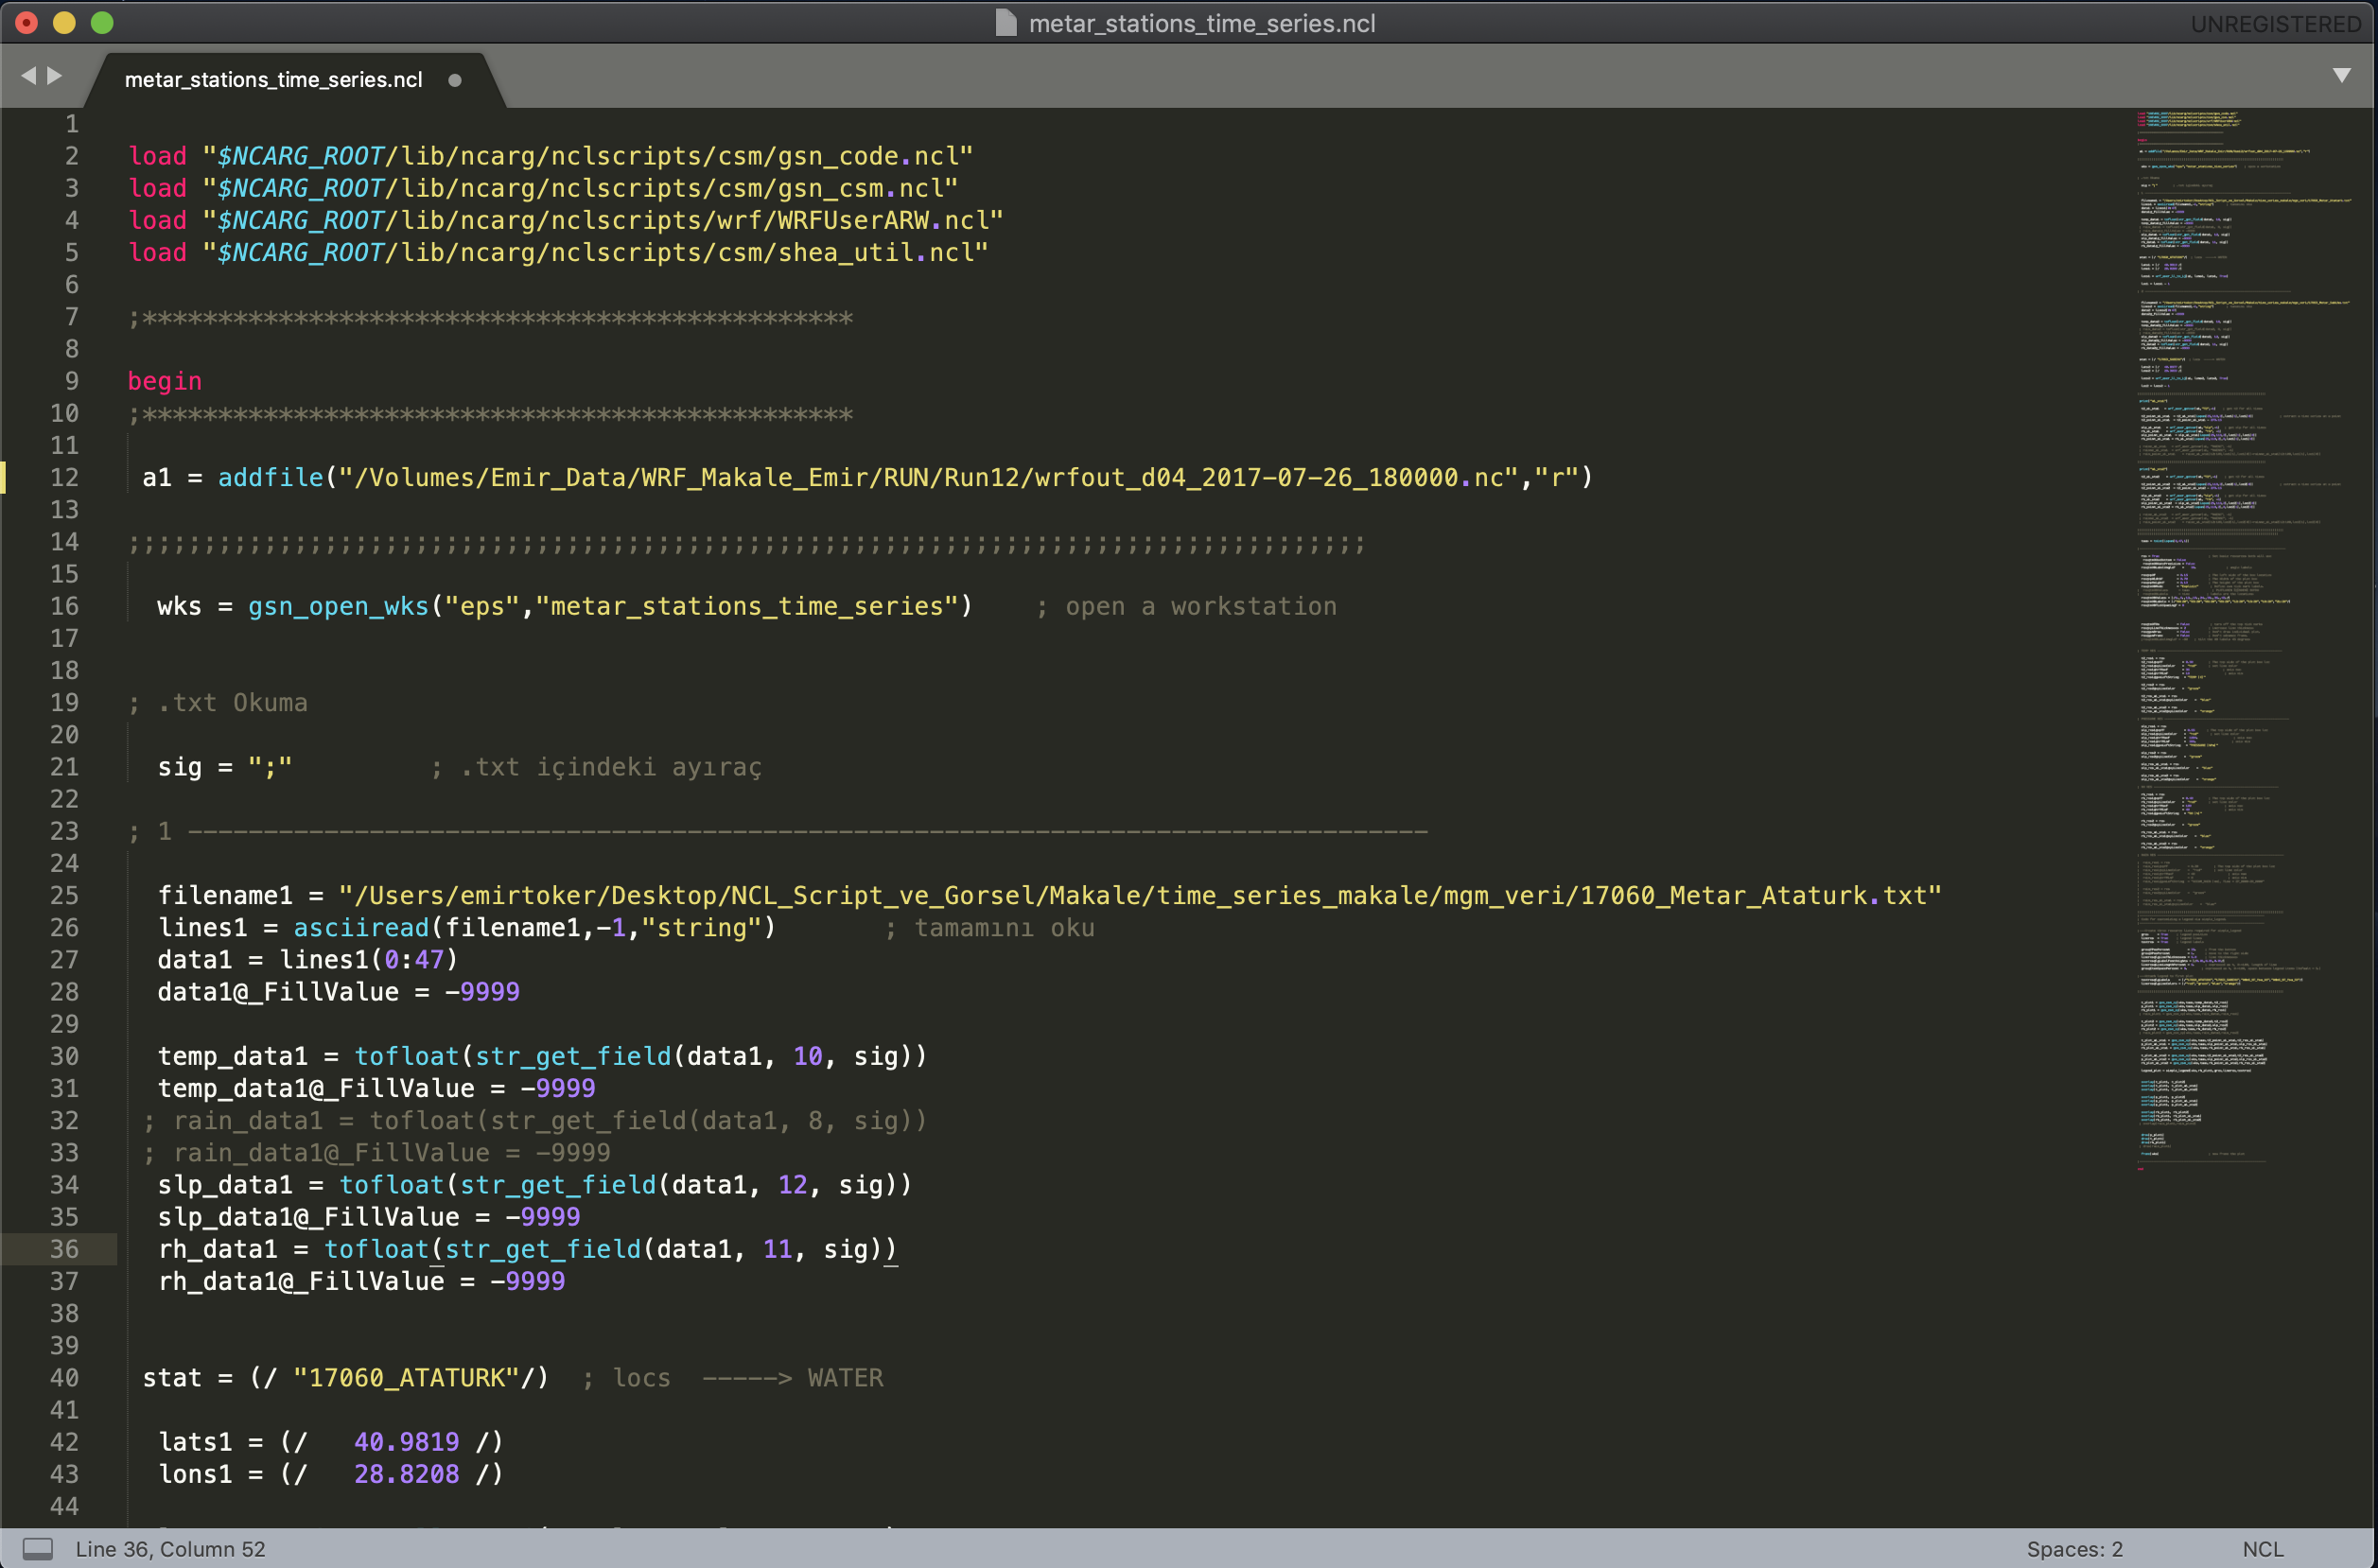 metar_stations_time_series.ncl
UNREGISTERED
metar_stations_time_series.ncl
1
2 load "$NCARG_ROOT/lib/ncarg/nclscripts/csm/gsn_code.ncl"
3 load "$NCARG_ROOT/lib/ncarg/nclscripts/csm/gsn_csm.ncl"
4 load "$NCARG_ROOT/lib/ncarg/nclscripts/wrf/WRFUserARW.ncl"
5 load "$NCARG_ROOT/lib/ncarg/nclscripts/csm/shea_util.ncl"
6
7 ;***********************************************
8
9 begin
10 ;***********************************************
11
12 a1 = addfile("/Volumes/Emir_Data/WRF_Makale_Emir/RUN/Run12/wrfout_d04_2017-07-26_180000.nc","r")
13
14 ;;;;;;;;;;;;;;;;;;;;;;;;;;;;;;;;;;;;;;;;;;;;;;;;;;;;;;;;;;;;;;;;;;;;;;;;;;;;;;;;;;
15
16 wks = gsn_open_wks("eps","metar_stations_time_series") ; open a workstation
17
18
19 ; .txt Okuma
20
21 sig = ";" ; .txt içindeki ayıraç
22
23 ; 1 ----------------------------------------------------------------------------------
24
25 filename1 = "/Users/emirtoker/Desktop/NCL_Script_ve_Gorsel/Makale/time_series_makale/mgm_veri/17060_Metar_Ataturk.txt"
26 lines1 = asciiread(filename1,-1,"string") ; tamamını oku
27 data1 = lines1(0:47)
28 data1@_FillValue = -9999
29
30 temp_data1 = tofloat(str_get_field(data1, 10, sig))
31 temp_data1@_FillValue = -9999
32 ; rain_data1 = tofloat(str_get_field(data1, 8, sig))
33 ; rain_data1@_FillValue = -9999
34 slp_data1 = tofloat(str_get_field(data1, 12, sig))
35 slp_data1@_FillValue = -9999
36 rh_data1 = tofloat(str_get_field(data1, 11, sig))
37 rh_data1@_FillValue = -9999
38
39
40 stat = (/ "17060_ATATURK"/) ; locs -----> WATER
41
42 lats1 = (/ 40.9819 /)
43 lons1 = (/ 28.8208 /)
44
Line 36, Column 52
Spaces: 2
NCL